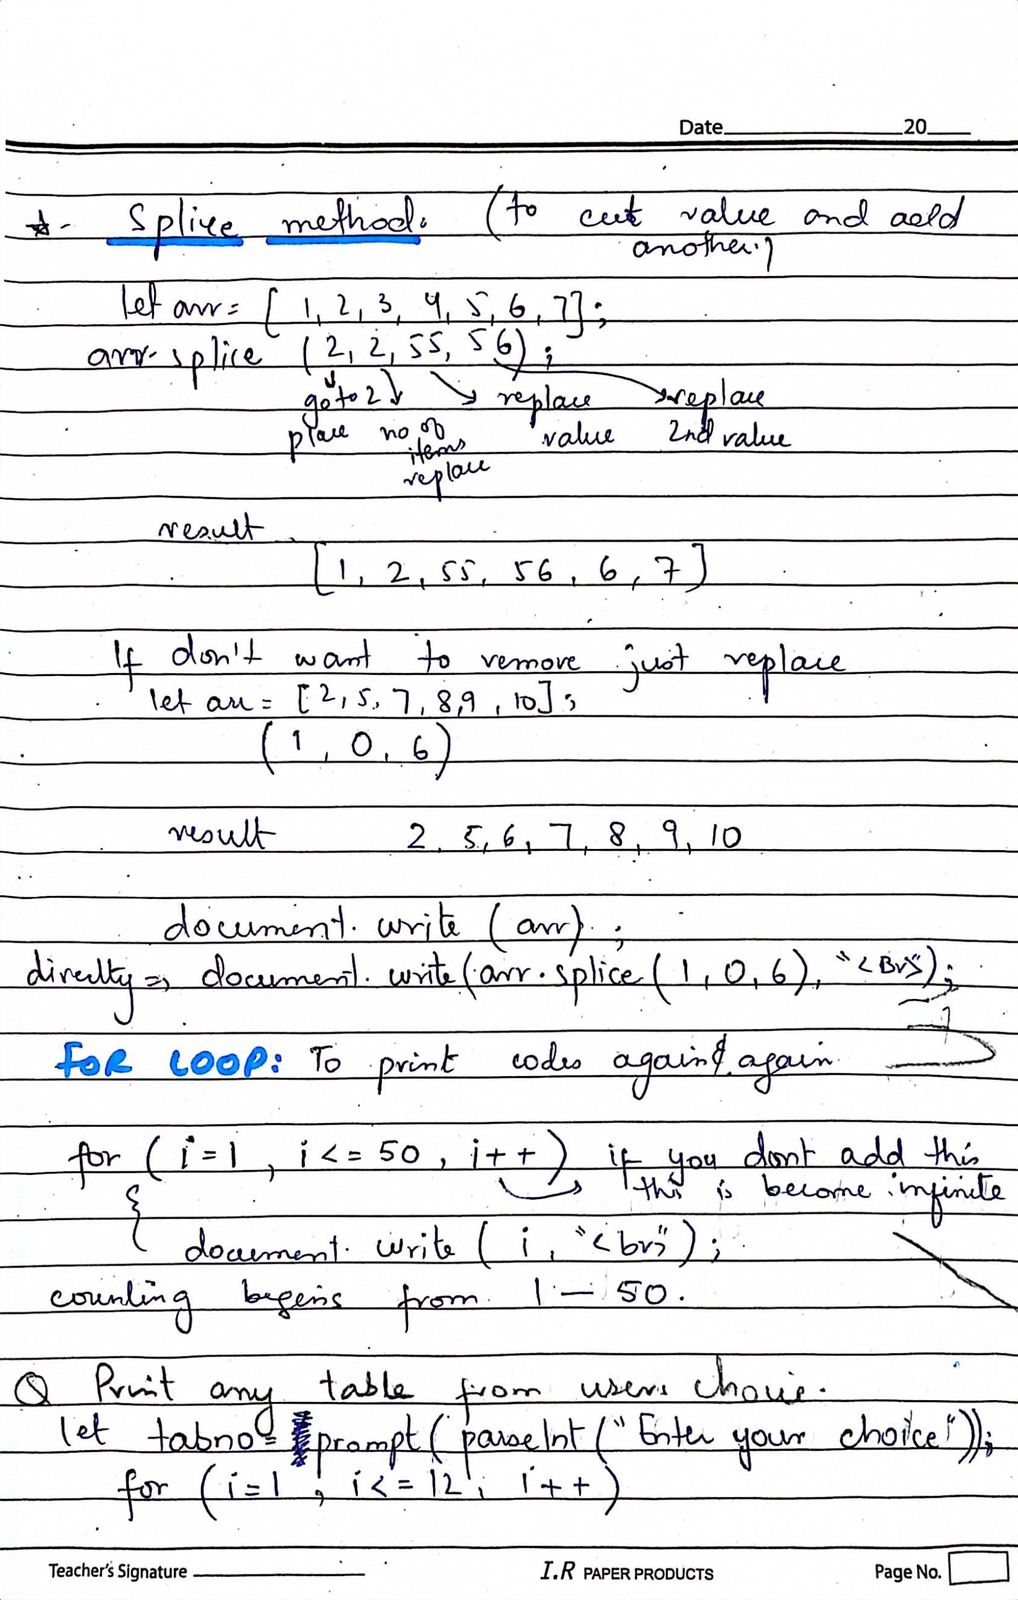 Date 20
☆- Splice method. (to cut value and add
another.)
let arr = [ 1, 2, 3, 4, 5, 6, 7];
arr.splice (2, 2, 55, 56);
go to 2 ↓ replace replace
place no of value 2nd value
items
replace
result
[1, 2, 55, 56, 6, 7]
If don't want to remove just replace
let arr = [2, 5, 7, 8, 9, 10];
(1, 0, 6)
result 2, 5, 6, 7, 8, 9, 10
document.write (arr);
directly => document.write(arr.splice(1, 0, 6), "<Br>");
FOR LOOP: To print codes again & again
for (i=1, i<=50, i++) if you dont add this
this is become infinite
{
document.write (i, "<br>");
counting begins from 1 — 50.
Q Print any table from users choice.
let tabno = prompt(parseInt("Enter your choice"));
for (i=1, i<=12; i++)
Teacher's Signature I.R PAPER PRODUCTS Page No.